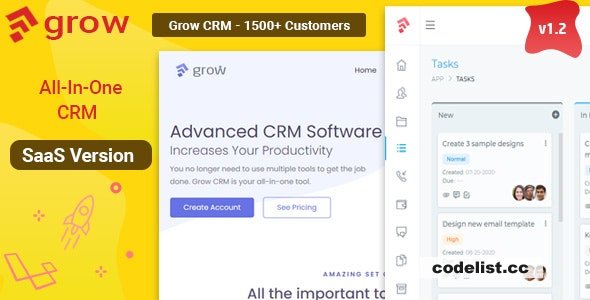 grow
Grow CRM - 1500+ Customers
v1.2
All-In-One
CRM
SaaS Version
grow
Home
Advanced CRM Software
Increases Your Productivity
You no longer need to use multiple tools to get the job
done. Grow CRM is your all-in-one tool.
Create Account
See Pricing
AMAZING SET O
All the important to
Tasks
APP > TASKS
New
Create 3 sample designs
Normal
Created: 07-20-2020
Due: ---
Design new email template
High
Created: 08-25-2020
In
codelist.cc